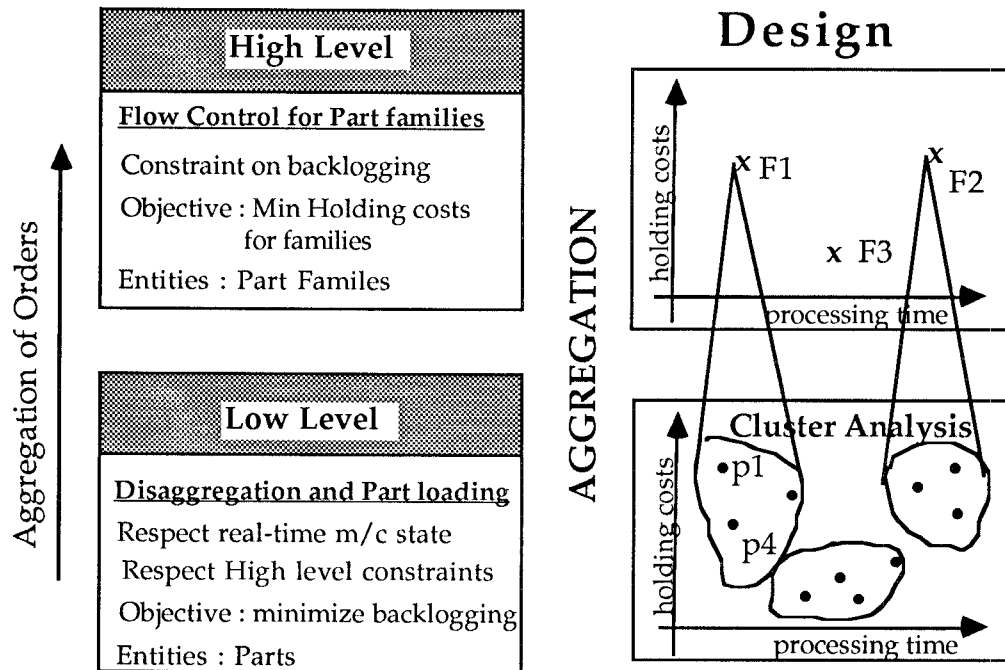 High Level
Flow Control for Part families
Constraint on backlogging
Objective : Min Holding costs
for families
Entities : Part Familes
Aggregation of Orders
Low Level
Disaggregation and Part loading
Respect real-time m/c state
Respect High level constraints
Objective : minimize backlogging
Entities : Parts
Design
AGGREGATION
holding costs
x F1
x
F2
x F3
processing time
Cluster Analysis
holding costs
p1
p4
processing time